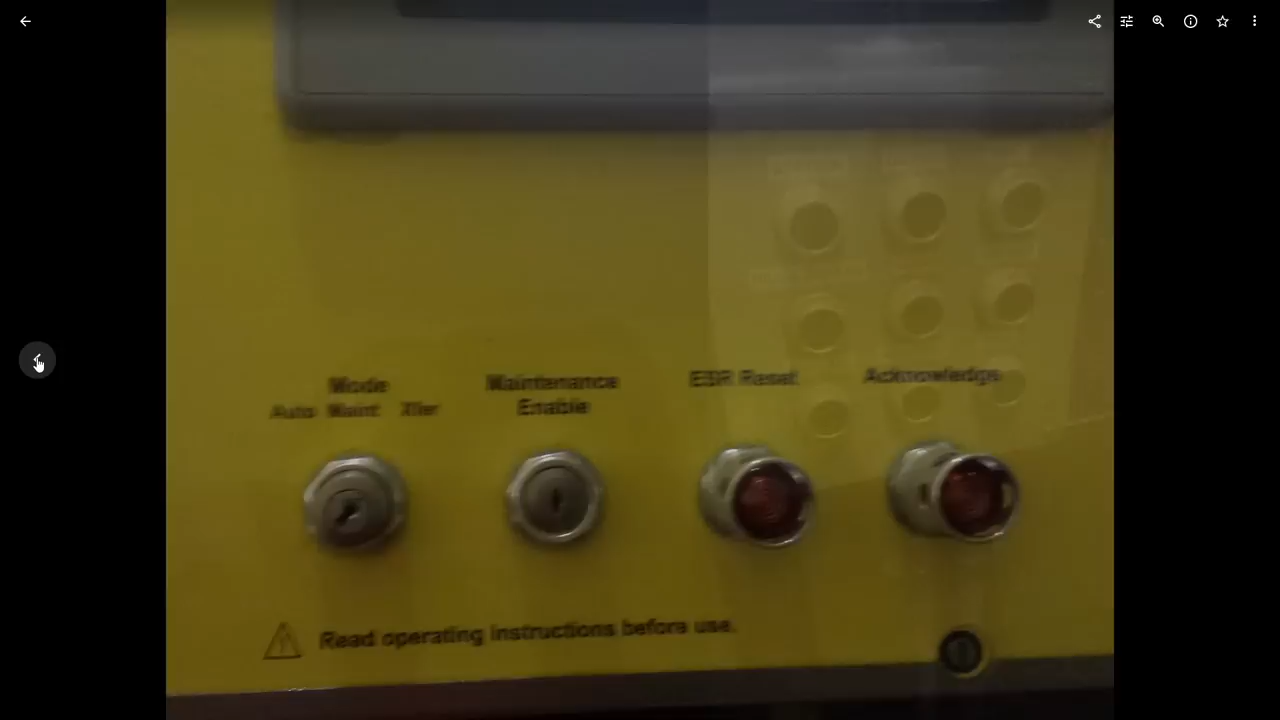 Mode
Auto Maint Xfer
Maintenance
Enable
ESR Reset
Acknowledge
Read operating instructions before use.